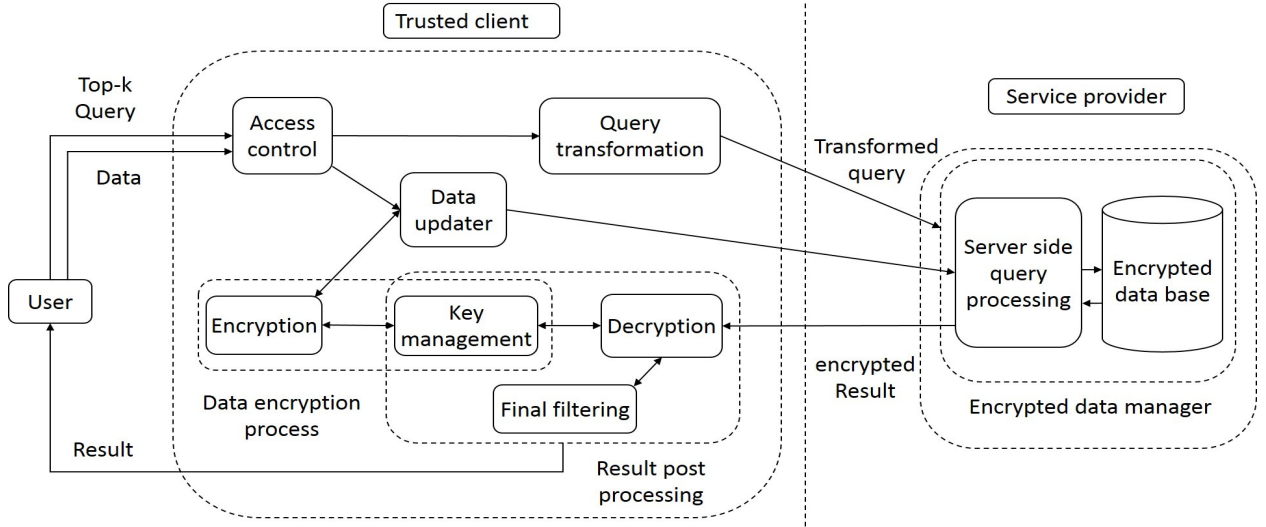 Trusted client
Service provider
Top-k
Query
Data
Access
control
Query
transformation
Transformed
query
Data
updater
Server side
query
processing
Encrypted
data base
User
Encryption
Key
management
Decryption
encrypted
Result
Final filtering
Data encryption
process
Encrypted data manager
Result
Result post
processing